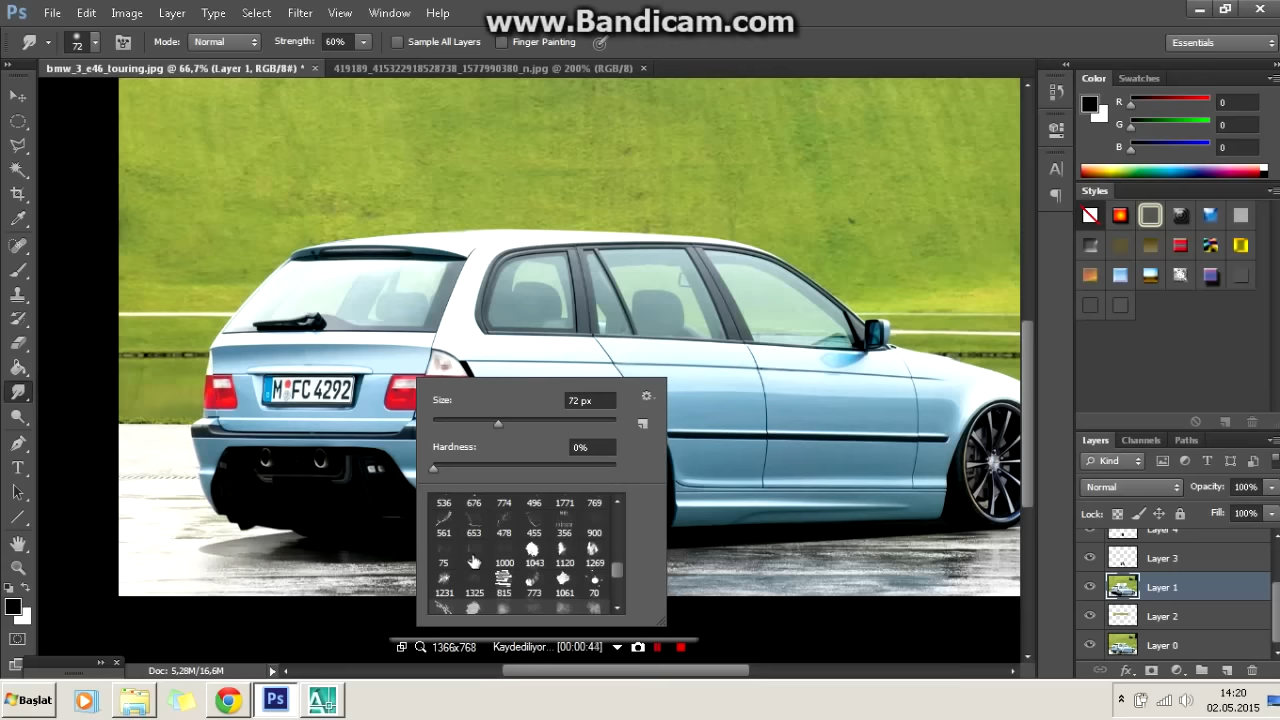 www.Bandicam.com
Ps File Edit Image Layer Type Select Filter View Window Help
72 Mode: Normal Strength: 60% Sample All Layers Finger Painting Essentials
bmw_3_e46_touring.jpg @ 66,7% (Layer 1, RGB/8#) * × 419189_415322918528738_1577990380_n.jpg @ 200% (RGB/8) ×
Color Swatches
R 0
G 0
B 0
Styles
M FC 4292
Size: 72 px
Hardness: 0%
536 676 774 496 1771 769
561 653 478 455 356 900
75 1000 1043 1120 1269
1231 1325 815 773 1061 70
Layers Channels Paths
Kind
Normal Opacity: 100%
Lock: Fill: 100%
Layer 3
Layer 1
Layer 2
Layer 0
1366x768 Kaydediliyor... [00:00:44]
Doc: 5,28M/16,6M
Başlat Ps
14:20
02.05.2015